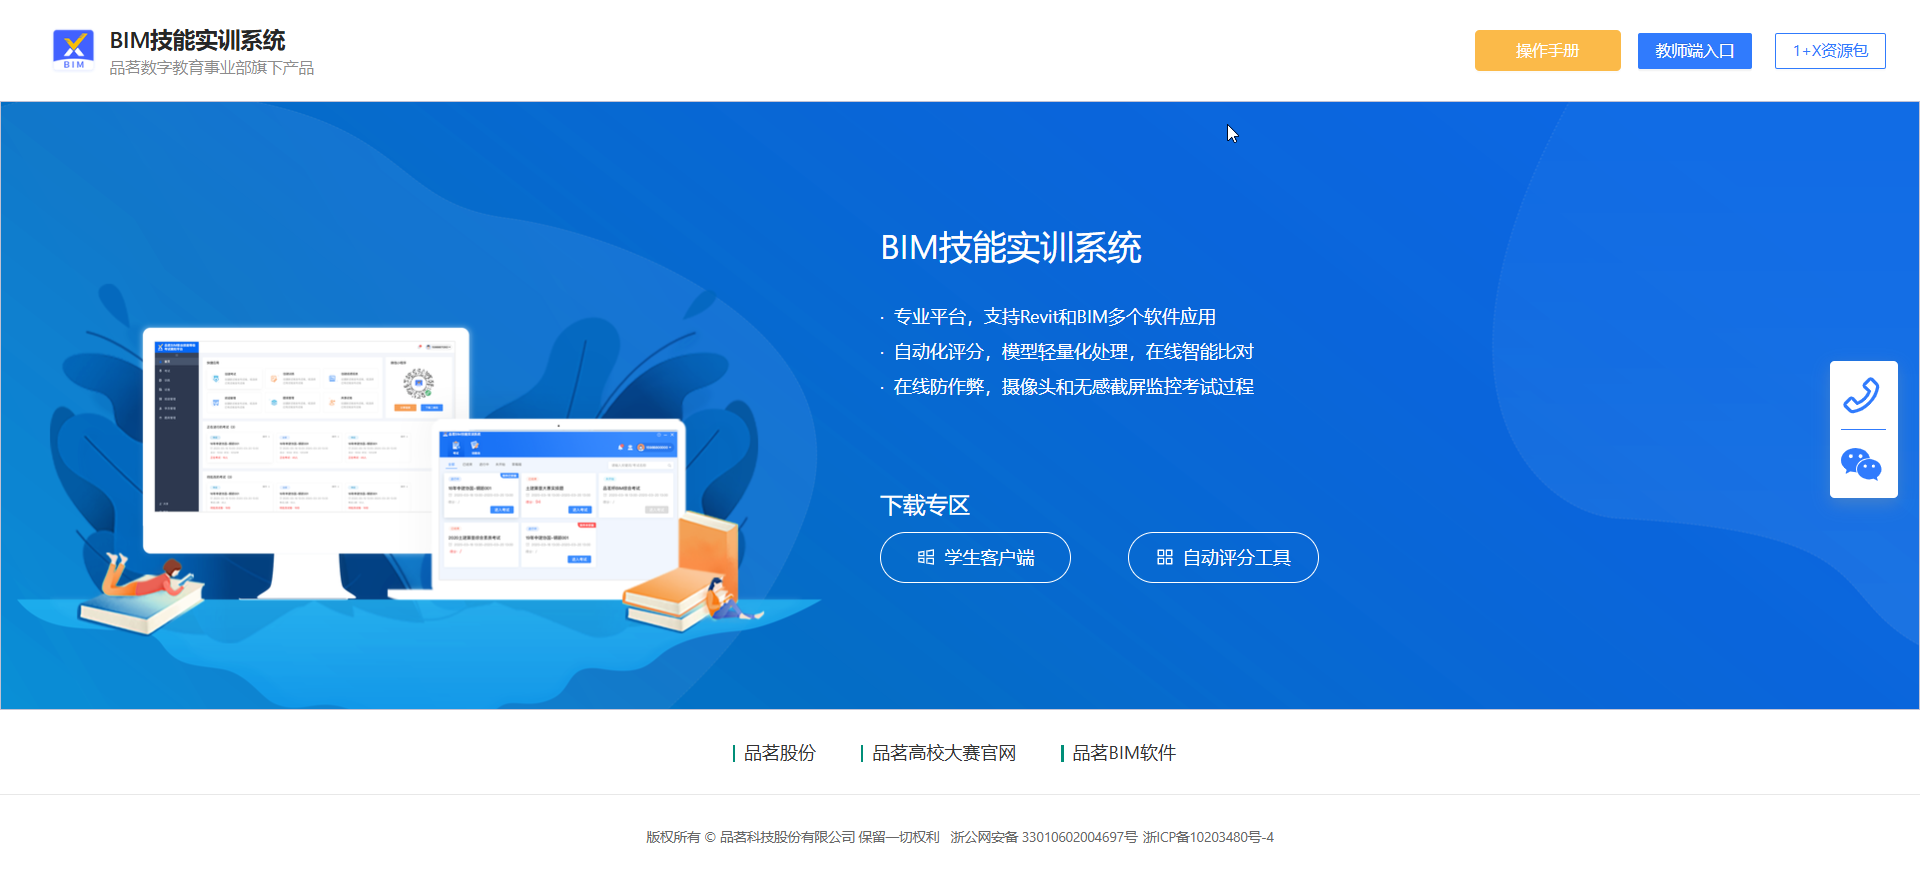 BIM技能实训系统
品茗数字教育事业部旗下产品
BIM
操作手册
教师端入口
1+X资源包
BIM技能实训系统
· 专业平台，支持Revit和BIM多个软件应用
· 自动化评分，模型轻量化处理，在线智能比对
· 在线防作弊，摄像头和无感截屏监控考试过程
下载专区
学生客户端
自动评分工具
品茗股份
品茗高校大赛官网
品茗BIM软件
版权所有 © 品茗科技股份有限公司 保留一切权利 浙公网安备 33010602004697号 浙ICP备10203480号-4